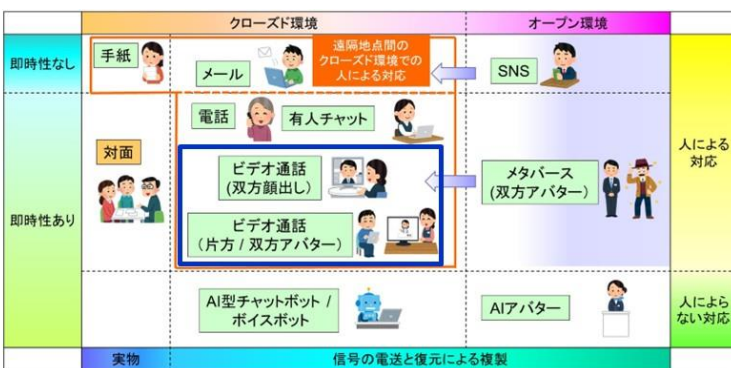 クローズド環境
オープン環境
即時性なし
手紙
メール
遠隔地点間の
クローズド環境での
人による対応
SNS
電話
有人チャット
対面
人による
対応
ビデオ通話
(双方顔出し)
メタバース
(双方アバター)
即時性あり
ビデオ通話
(片方 / 双方アバター)
AI型チャットボット /
ボイスボット
AIアバター
人によら
ない対応
実物
信号の電送と復元による複製